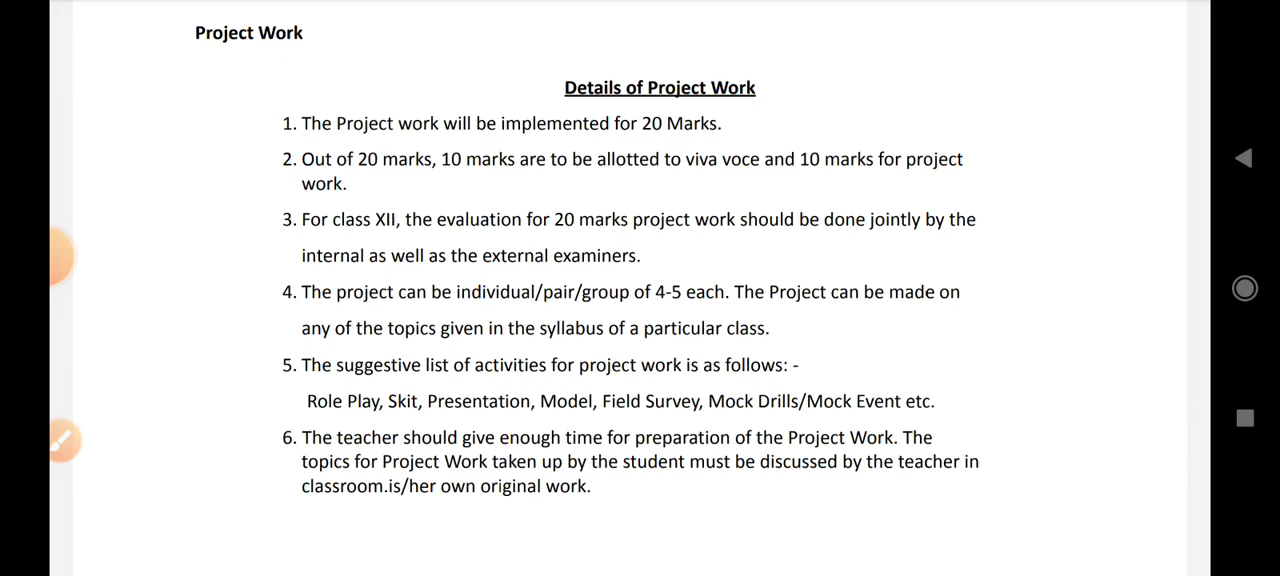 Project Work
Details of Project Work
1. The Project work will be implemented for 20 Marks.
2. Out of 20 marks, 10 marks are to be allotted to viva voce and 10 marks for project
work.
3. For class XII, the evaluation for 20 marks project work should be done jointly by the
internal as well as the external examiners.
4. The project can be individual/pair/group of 4-5 each. The Project can be made on
any of the topics given in the syllabus of a particular class.
5. The suggestive list of activities for project work is as follows: -
Role Play, Skit, Presentation, Model, Field Survey, Mock Drills/Mock Event etc.
6. The teacher should give enough time for preparation of the Project Work. The
topics for Project Work taken up by the student must be discussed by the teacher in
classroom.is/her own original work.